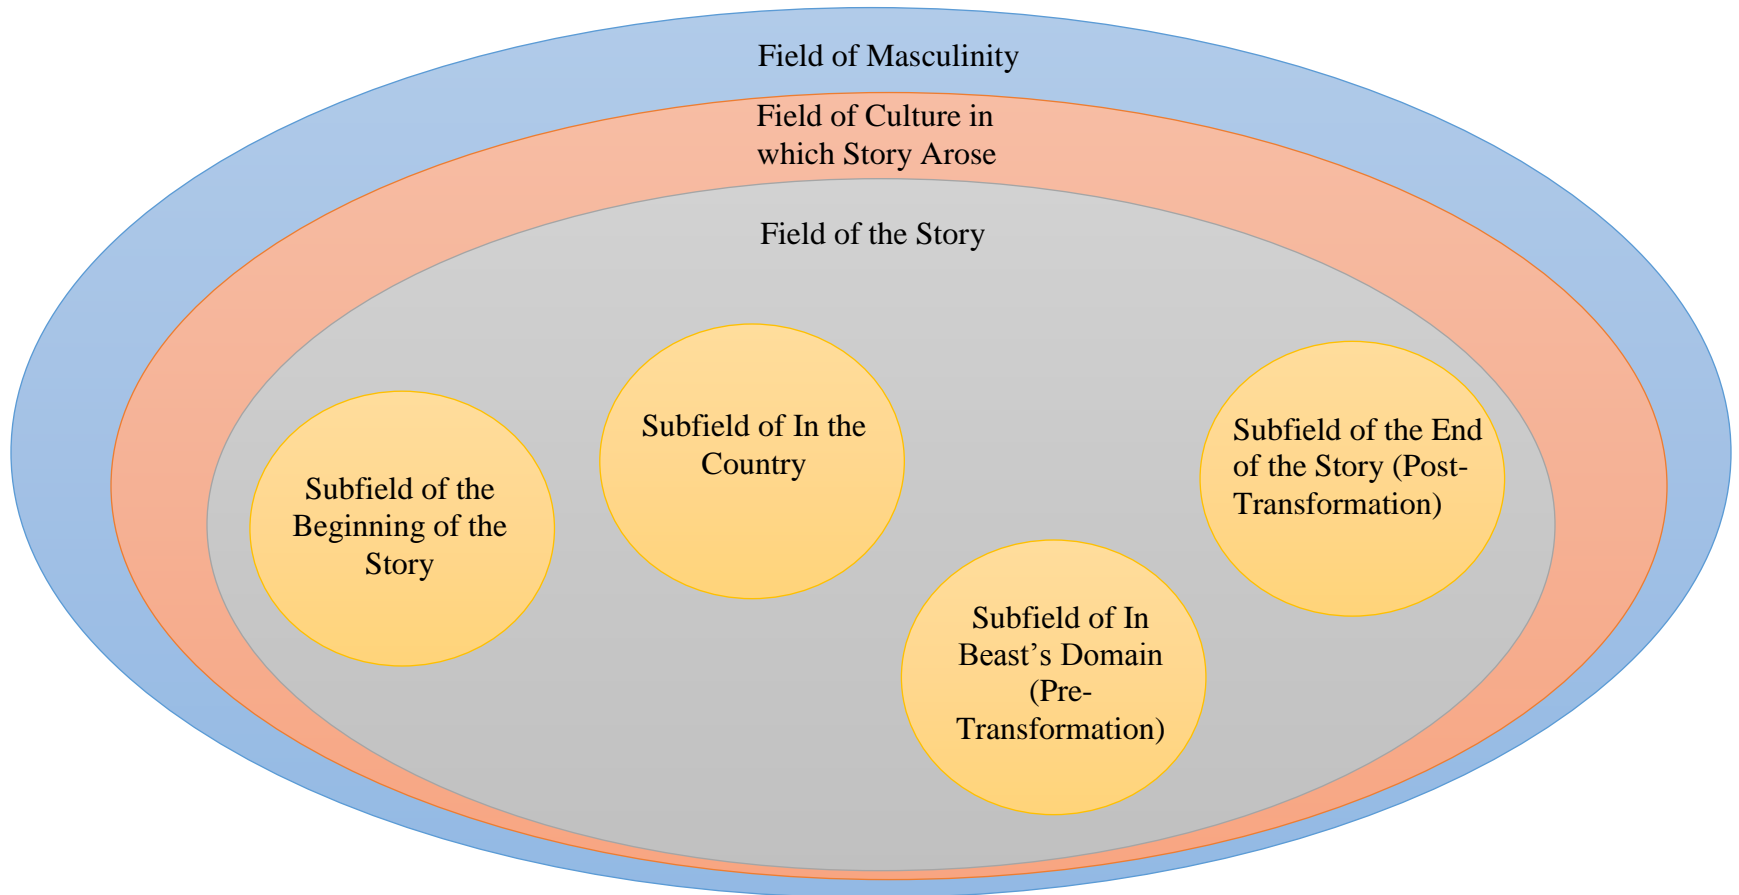 Field of Masculinity
Field of Culture in
which Story Arose
Field of the Story
Subfield of the
Beginning of the
Story
Subfield of In the
Country
Subfield of In
Beast’s Domain
(Pre-
Transformation)
Subfield of the End
of the Story (Post-
Transformation)